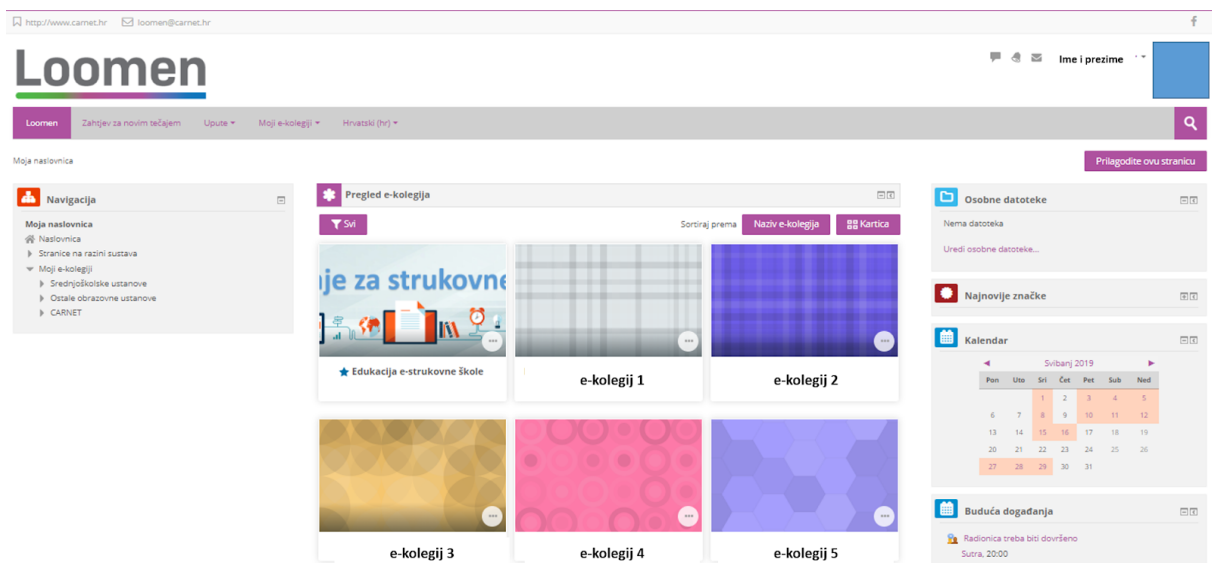 http://www.carnet.hr loomen@carnet.hr
Loomen
Ime i prezime
Loomen Zahtjev za novim tečajem Upute Moji e-kolegiji Hrvatski (hr)
Moja naslovnica
Prilagodite ovu stranicu
Navigacija
Moja naslovnica
Naslovnica
Stranice na razini sustava
Moji e-kolegiji
Srednjoškolske ustanove
Ostale obrazovne ustanove
CARNET
Pregled e-kolegija
Svi
Sortiraj prema Naziv e-kolegija Kartica
je za strukovne
Edukacija e-strukovne škole
e-kolegij 1
e-kolegij 2
e-kolegij 3
e-kolegij 4
e-kolegij 5
Osobne datoteke
Nema datoteka
Uredi osobne datoteke...
Najnovije značke
Kalendar
Svibanj 2019
Pon Uto Sri Čet Pet Sub Ned
1 2 3 4 5
6 7 8 9 10 11 12
13 14 15 16 17 18 19
20 21 22 23 24 25 26
27 28 29 30 31
Buduća događanja
Radionica treba biti dovršeno
Sutra, 20:00